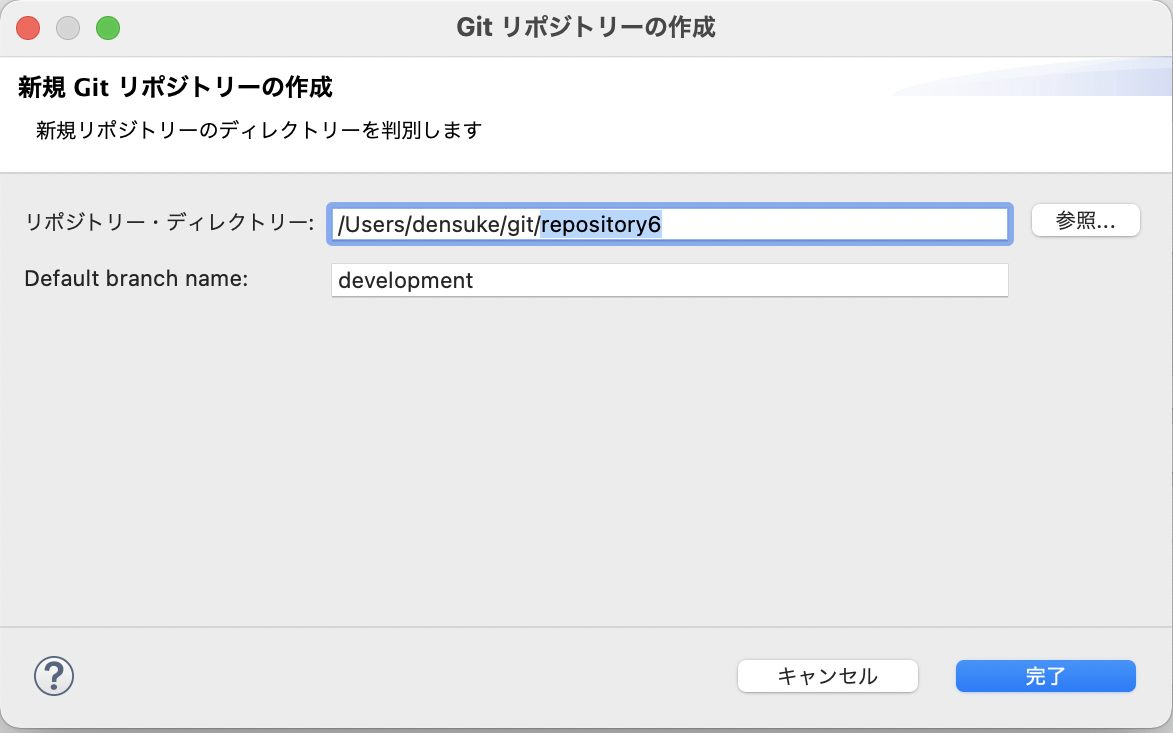 Git リポジトリーの作成
新規 Git リポジトリーの作成
新規リポジトリーのディレクトリーを判別します
リポジトリー・ディレクトリー: /Users/densuke/git/repository6 参照...
Default branch name: development
? キャンセル 完了